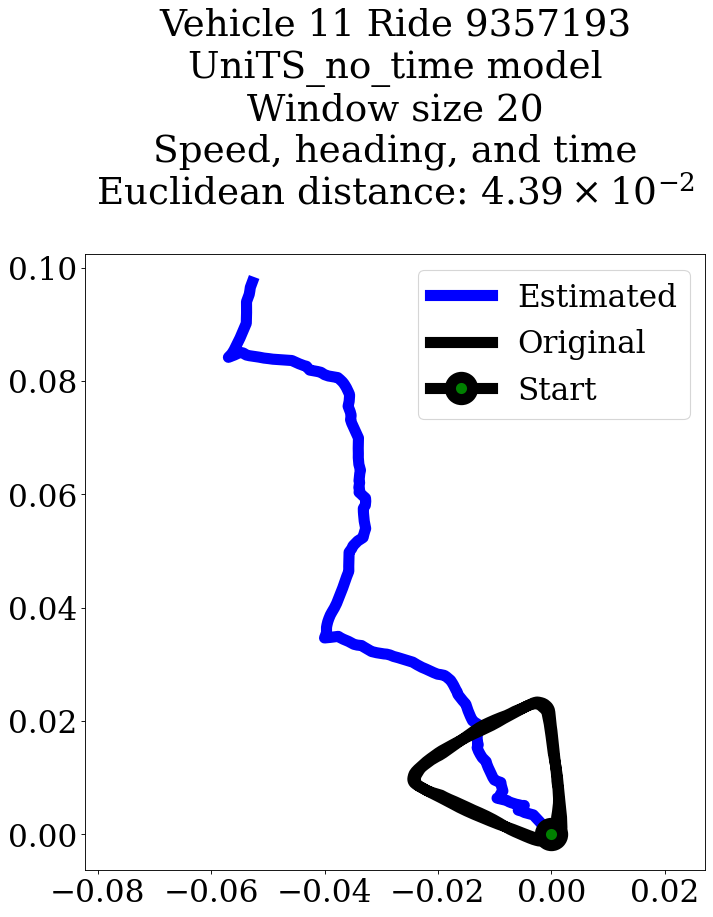 Vehicle 11 Ride 9357193
UniTS_no_time model
Window size 20
Speed, heading, and time
Euclidean distance: 4.39 × 10⁻²
Estimated
Original
Start
0.10
0.08
0.06
0.04
0.02
0.00
−0.08 −0.06 −0.04 −0.02 0.00 0.02